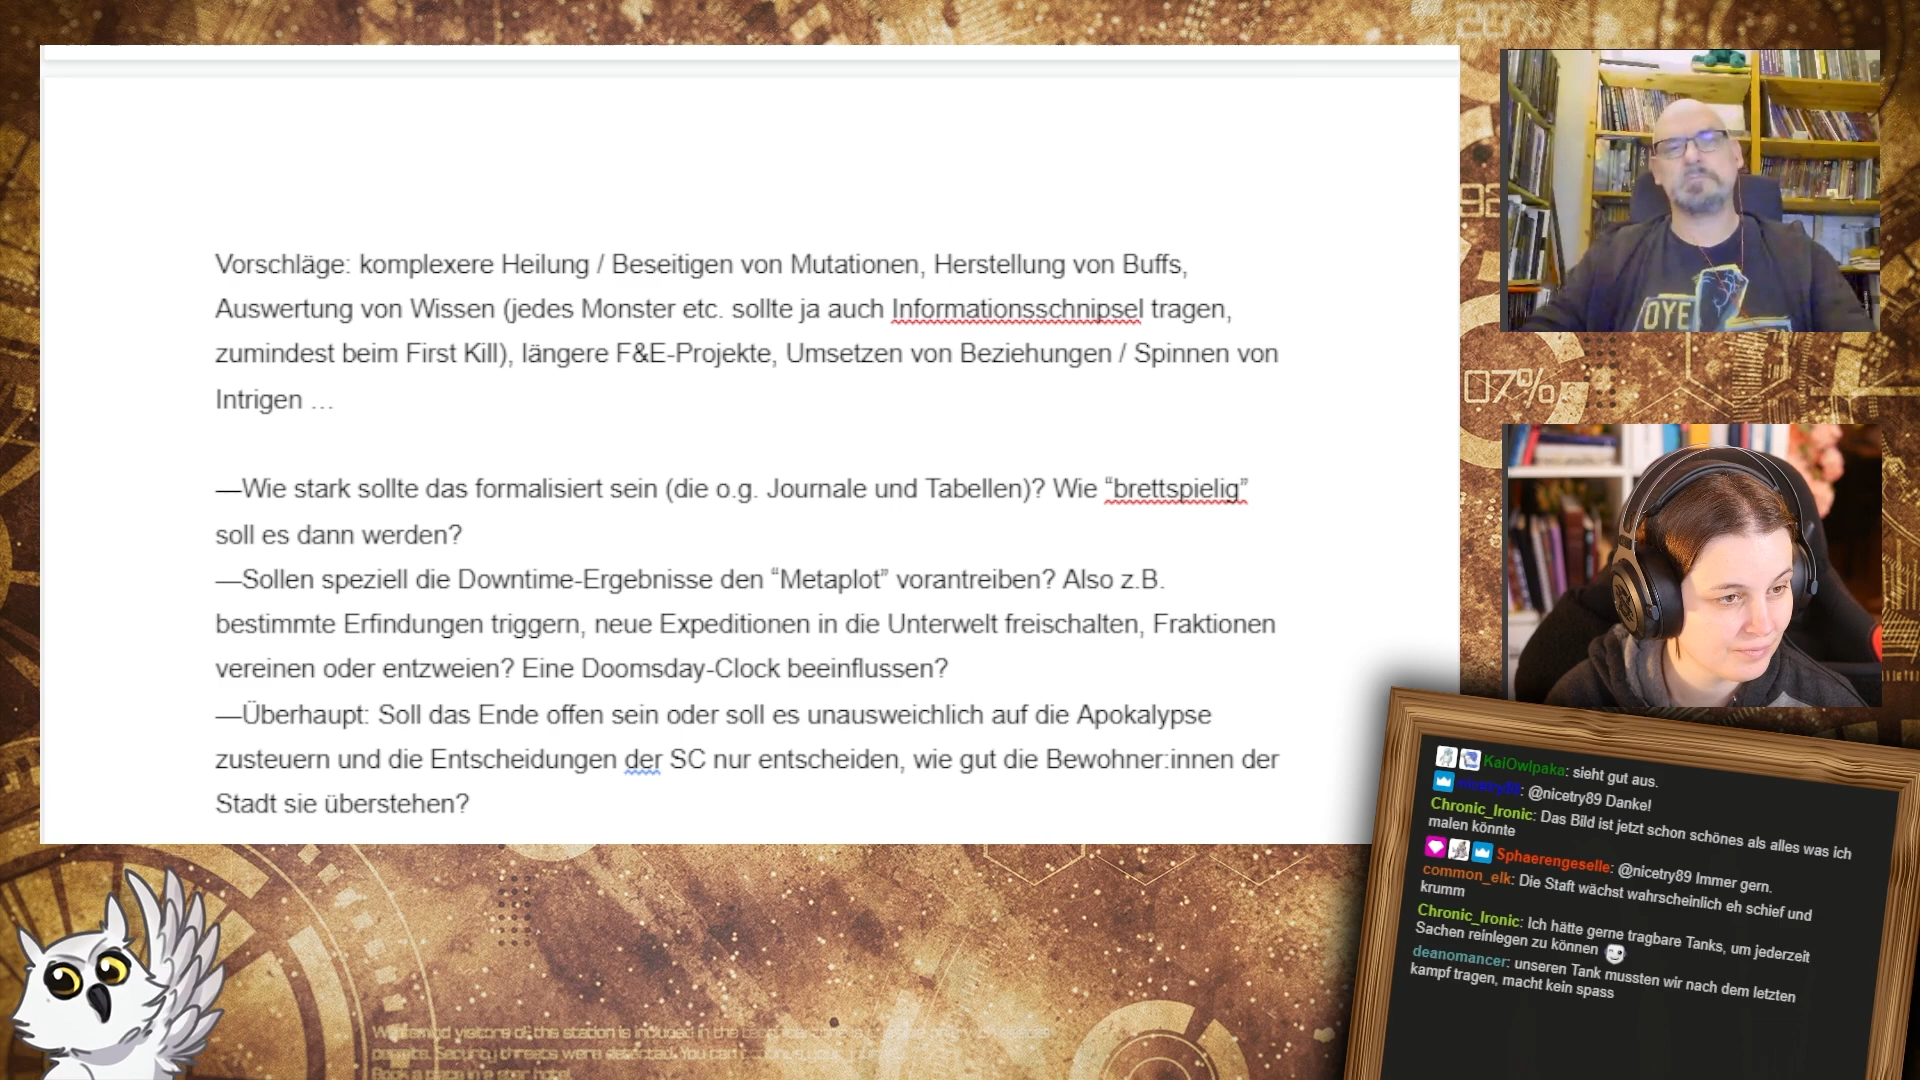 Vorschläge: komplexere Heilung / Beseitigen von Mutationen, Herstellung von Buffs,
Auswertung von Wissen (jedes Monster etc. sollte ja auch Informationsschnipsel tragen,
zumindest beim First Kill), längere F&E-Projekte, Umsetzen von Beziehungen / Spinnen von
Intrigen …
—Wie stark sollte das formalisiert sein (die o.g. Journale und Tabellen)? Wie “brettspielig”
soll es dann werden?
—Sollen speziell die Downtime-Ergebnisse den “Metaplot” vorantreiben? Also z.B.
bestimmte Erfindungen triggern, neue Expeditionen in die Unterwelt freischalten, Fraktionen
vereinen oder entzweien? Eine Doomsday-Clock beeinflussen?
—Überhaupt: Soll das Ende offen sein oder soll es unausweichlich auf die Apokalypse
zusteuern und die Entscheidungen der SC nur entscheiden, wie gut die Bewohner:innen der
Stadt sie überstehen?
20%
92
07%
OYE
KaiOwlpaka: sieht gut aus.
nicetry89: @nicetry89 Danke!
Chronic_Ironic: Das Bild ist jetzt schon schönes als alles was ich
malen könnte
Sphaerengeselle: @nicetry89 Immer gern.
common_elk: Die Staft wächst wahrscheinlich eh schief und
krumm
Chronic_Ironic: Ich hätte gerne tragbare Tanks, um jederzeit
Sachen reinlegen zu können
deanomancer: unseren Tank mussten wir nach dem letzten
kampf tragen, macht kein spass